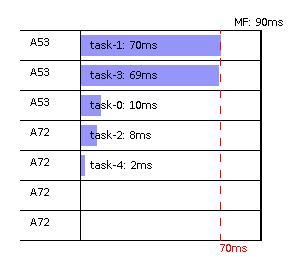 MF: 90ms
A53 task-1: 70ms
A53 task-3: 69ms
A53 task-0: 10ms
A72 task-2: 8ms
A72 task-4: 2ms
A72
A72
70ms